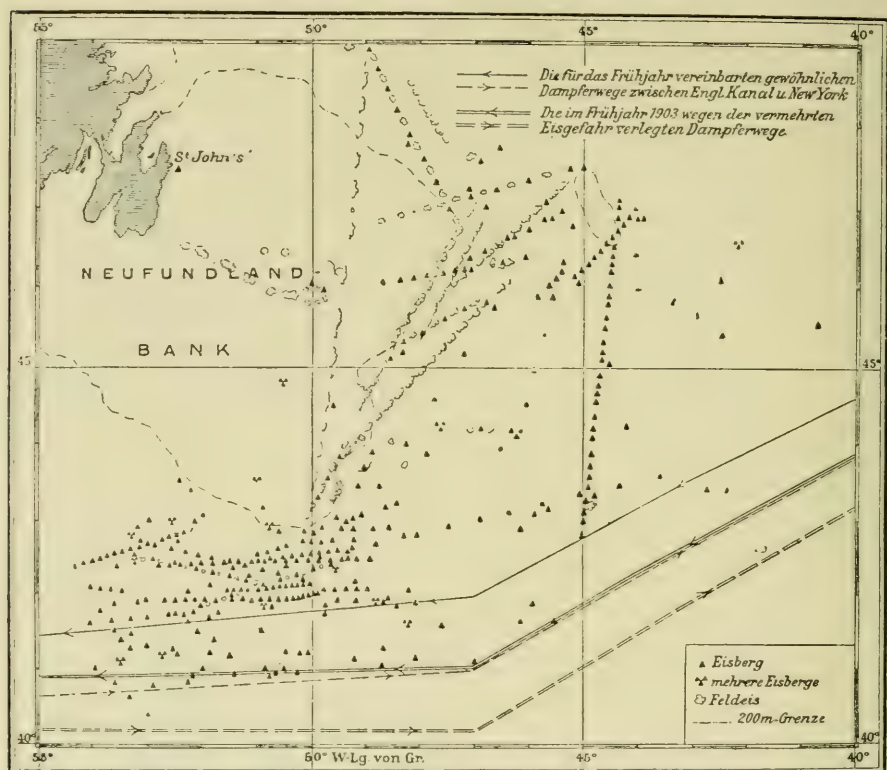 55° 50° 45° 40°
Die für das Frühjahr vereinbarten gewöhnlichen
Dampferwege zwischen Engl. Kanal u. New York
Die im Frühjahr 1903 wegen der vermehrten
Eisgefahr verlegten Dampferwege.
St John's
NEUFUNDLAND
BANK
45 45°
Eisberg
mehrere Eisberge
Feldeis
200m-Grenze
40° 40°
55° 50° W-Lg. von Gr. 45° 40°